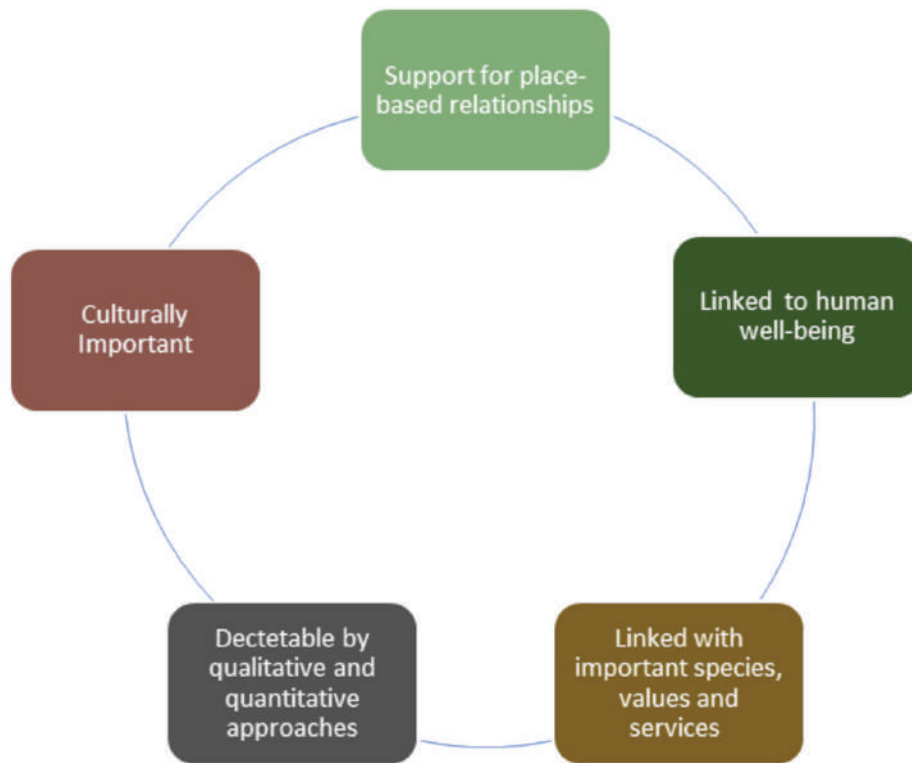 Support for place-
based relationships
Linked to human
well-being
Linked with
important species,
values and
services
Dectetable by
qualitative and
quantitative
approaches
Culturally
Important